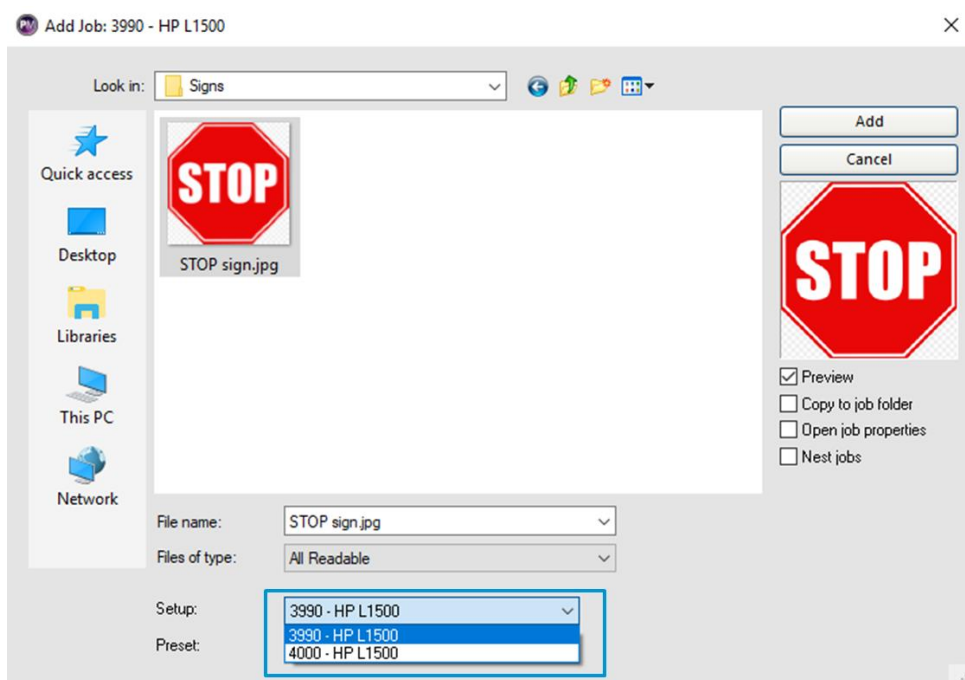 PM Add Job: 3990 - HP L1500
Look in: Signs
Add
Cancel
Quick access
STOP
STOP sign.jpg
STOP
Desktop
Libraries
This PC
Network
Preview
Copy to job folder
Open job properties
Nest jobs
File name: STOP sign.jpg
Files of type: All Readable
Setup: 3990 - HP L1500
3990 - HP L1500
4000 - HP L1500
Preset: